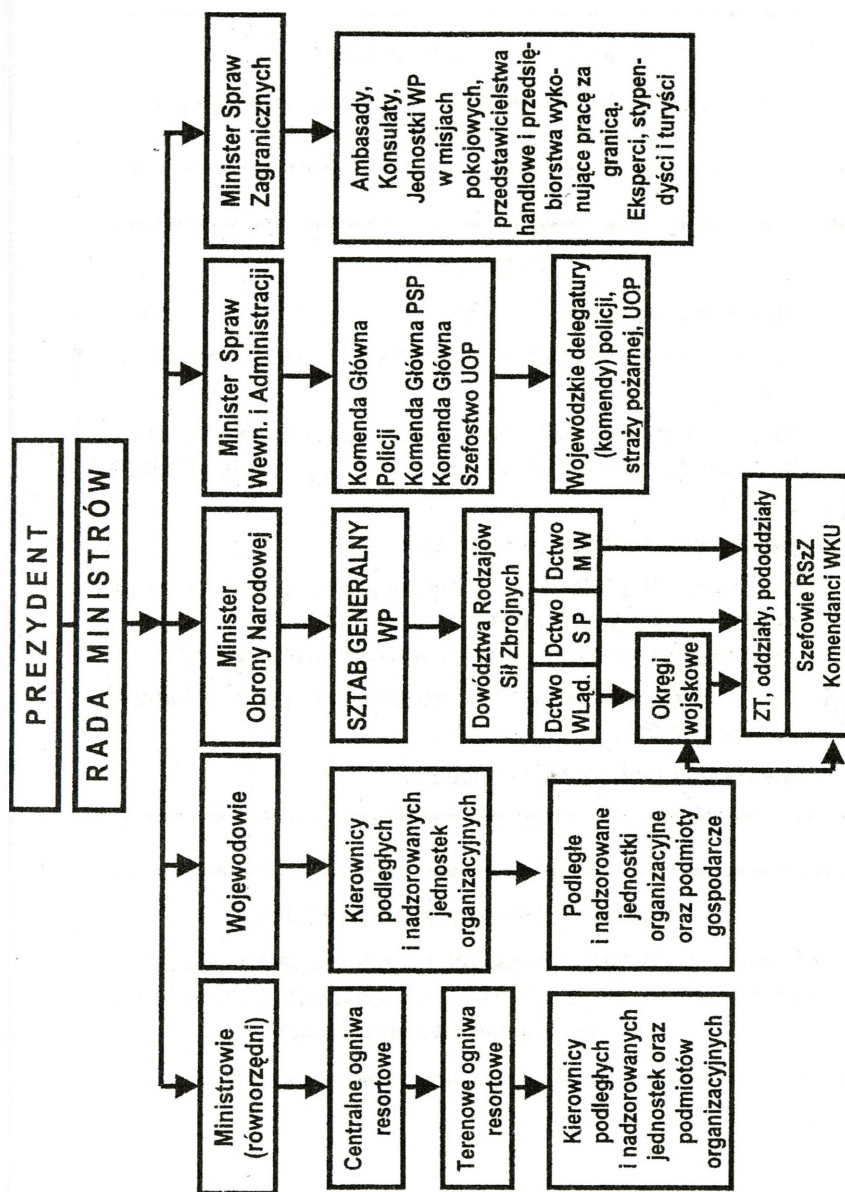 PREZYDENT
RADA MINISTRÓW
Ministrowie
(równorzędni)
Centralne ogniwa
resortowe
Terenowe ogniwa
resortowe
Kierownicy
podległych
i nadzorowanych
jednostek oraz
podmiotów
organizacyjnych
Wojewodowie
Kierownicy
podległych
i nadzorowanych
jednostek
organizacyjnych
Podległe
i nadzorowane
jednostki
organizacyjne
oraz podmioty
gospodarcze
Minister
Obrony Narodowej
SZTAB GENERALNY
WP
Dowództwa Rodzajów
Sił Zbrojnych
Dctwo
WLąd.
Dctwo
S P
Dctwo
M W
Okręgi
wojskowe
ZT, oddziały, pododdziały
Szefowie RSzZ
Komendanci WKU
Minister Spraw
Wewn. i Administracji
Komenda Główna
Policji
Komenda Główna PSP
Komenda Główna
Szefostwo UOP
Wojewódzkie delegatury
(komendy) policji,
straży pożarnej, UOP
Minister Spraw
Zagranicznych
Ambasady,
Konsulaty,
Jednostki WP
w misjach
pokojowych,
przedstawicielstwa
handlowe i przedsię-
biorstwa wyko-
nujące pracę za
granicą,
Eksperci, stypen-
dyści i turyści